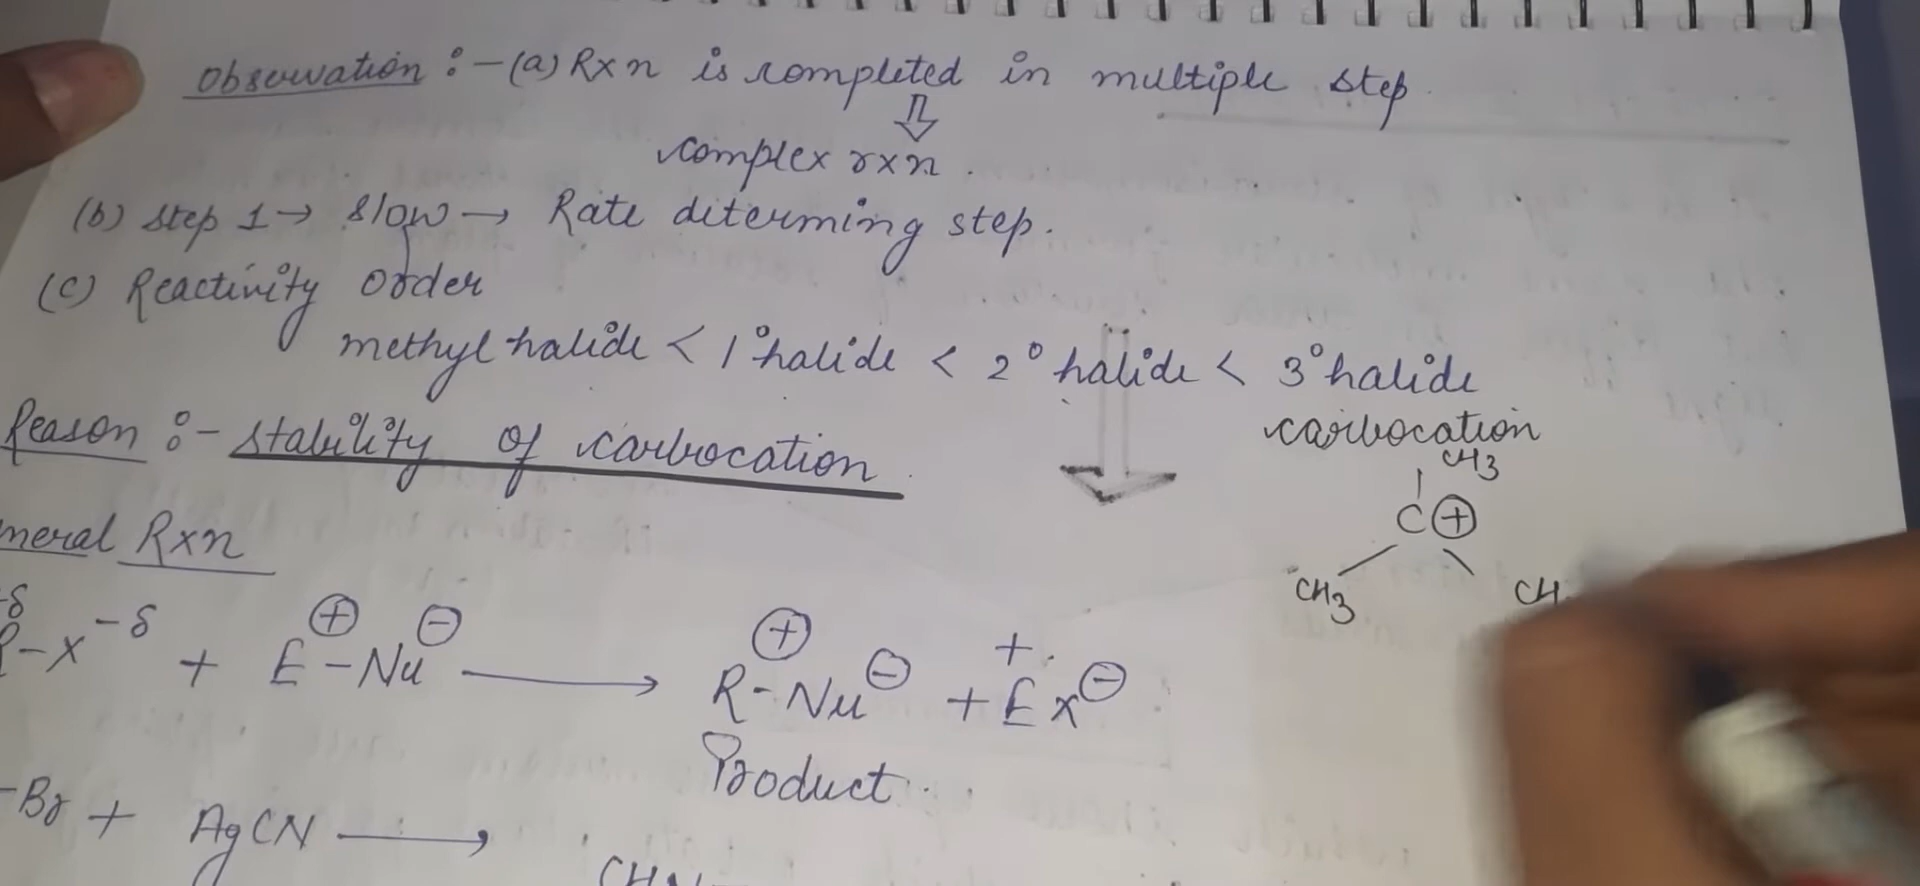 Observation :- (a) Rxn is completed in multiple step
⇓
complex rxn.
(b) Step 1 → Slow → Rate determing step.
(c) Reactivity order
methyl halide < 1° halide < 2° halide < 3° halide
Reason :- stability of carbocation
carbocation
CH3
C⊕
CH3 CH
neral Rxn
δ
R-x -δ + E⊕-Nu⊖ → R⊕-Nu⊖ + E+ x⊖
Product
-Br + AgCN →